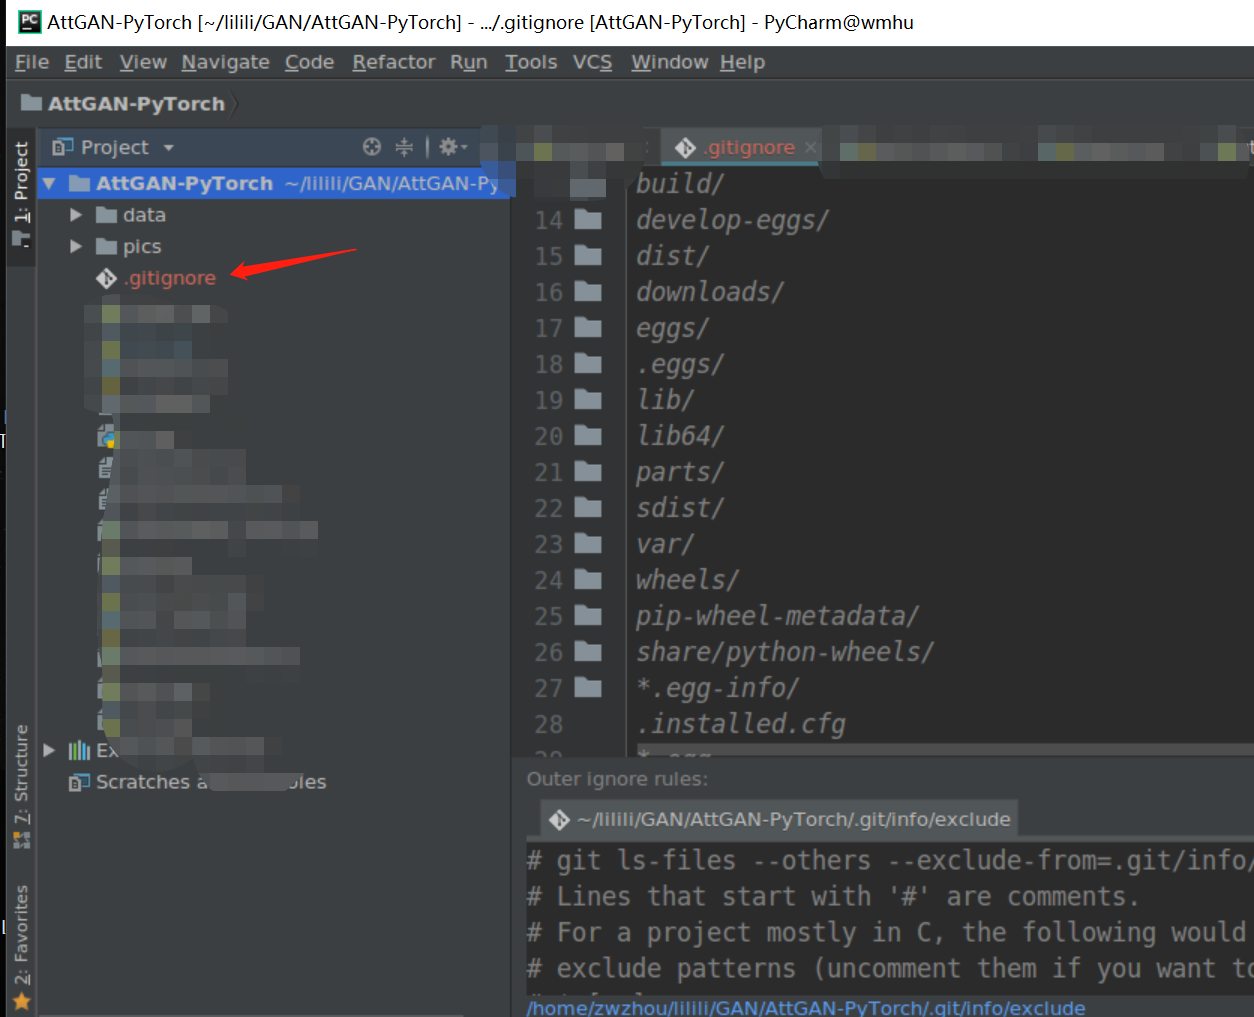 AttGAN-PyTorch [~/lilili/GAN/AttGAN-PyTorch] - .../.gitignore [AttGAN-PyTorch] - PyCharm@wmhu
File Edit View Navigate Code Refactor Run Tools VCS Window Help
AttGAN-PyTorch
1: Project
Project
.gitignore
AttGAN-PyTorch ~/lilili/GAN/AttGAN-Py
data
pics
.gitignore
Scratches a
build/
14 develop-eggs/
15 dist/
16 downloads/
17 eggs/
18 .eggs/
19 lib/
20 lib64/
21 parts/
22 sdist/
23 var/
24 wheels/
25 pip-wheel-metadata/
26 share/python-wheels/
27 *.egg-info/
28 .installed.cfg
Outer ignore rules:
~/lilili/GAN/AttGAN-PyTorch/.git/info/exclude
# git ls-files --others --exclude-from=.git/info/
# Lines that start with '#' are comments.
# For a project mostly in C, the following would
# exclude patterns (uncomment them if you want to
/home/zwzhou/lilili/GAN/AttGAN-PyTorch/.git/info/exclude
7: Structure
2: Favorites